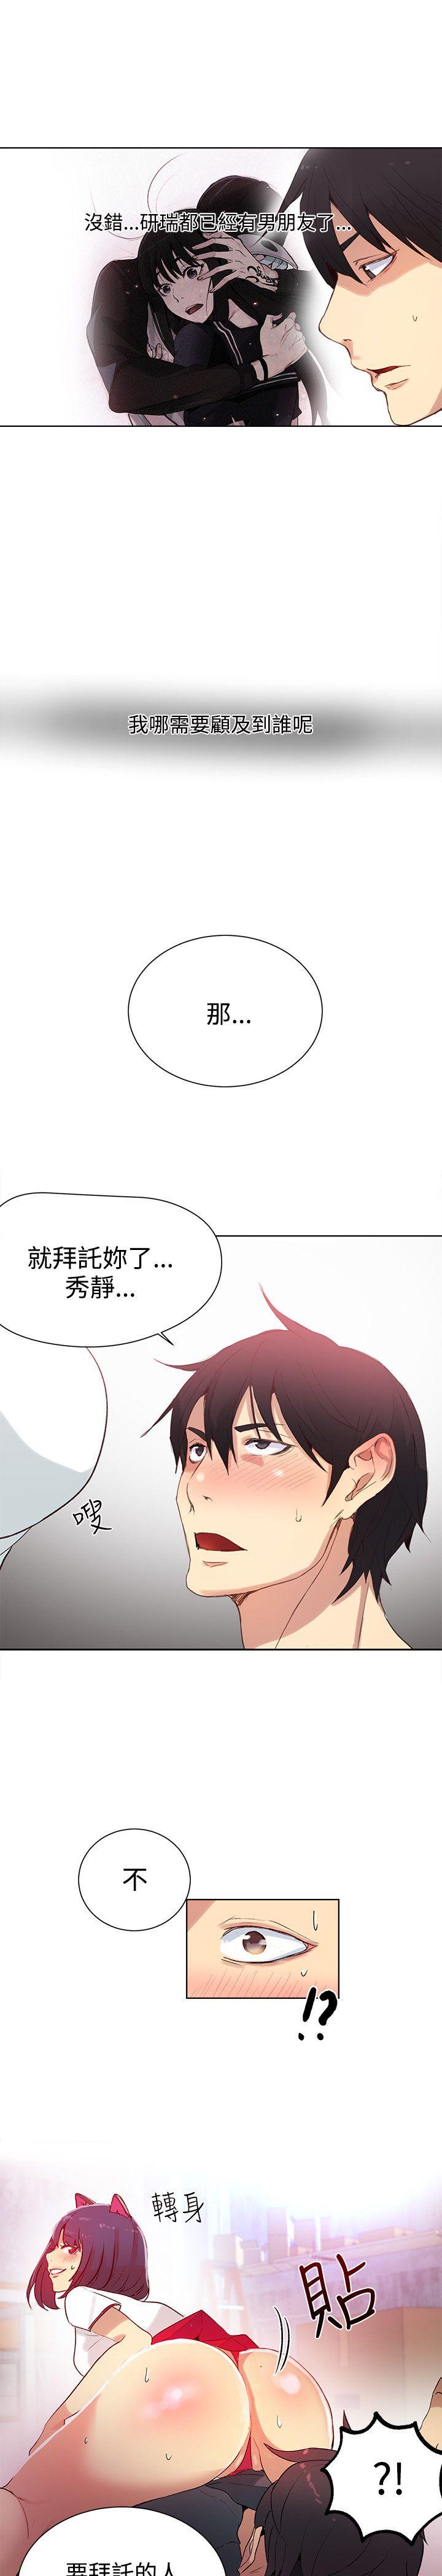 沒錯...研瑞都已經有男朋友了...
我哪需要顧及到誰呢
那...
就拜託妳了...
秀靜...
嗖
不
!?
轉身
貼
?!
要拜託的人